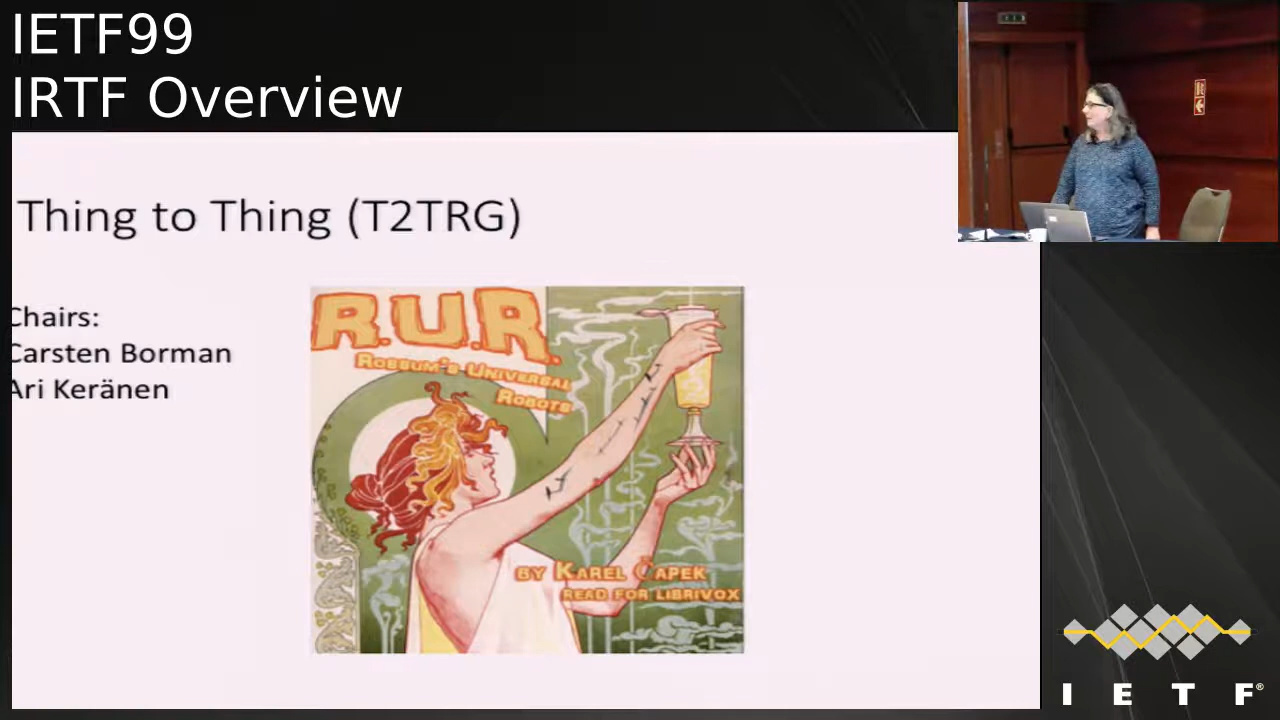 IETF99
IRTF Overview
Thing to Thing (T2TRG)
Chairs:
Carsten Borman
Ari Keränen
R.U.R.
Rossum's Universal
Robots
by Karel Čapek
read for LibriVox
I E T F®